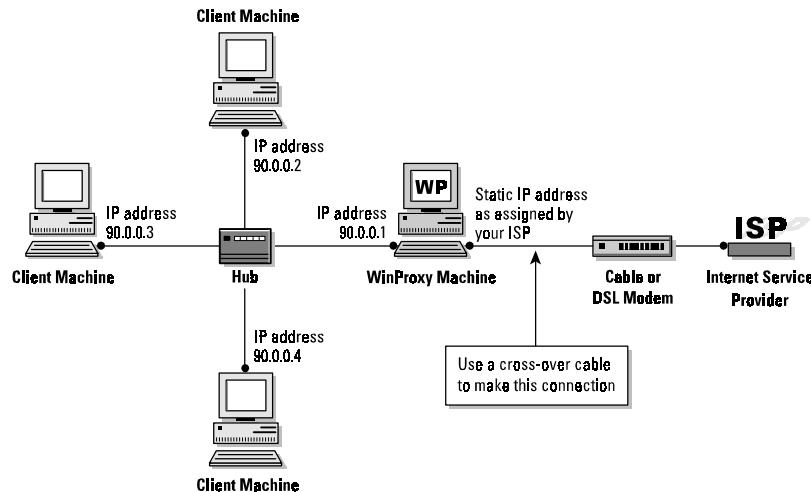 Client Machine
IP address
90.0.0.2
IP address
90.0.0.3
Client Machine
Hub
IP address
90.0.0.1
WP
WinProxy Machine
Static IP address
as assigned by
your ISP
Cable or
DSL Modem
ISP
Internet Service
Provider
IP address
90.0.0.4
Use a cross-over cable
to make this connection
Client Machine